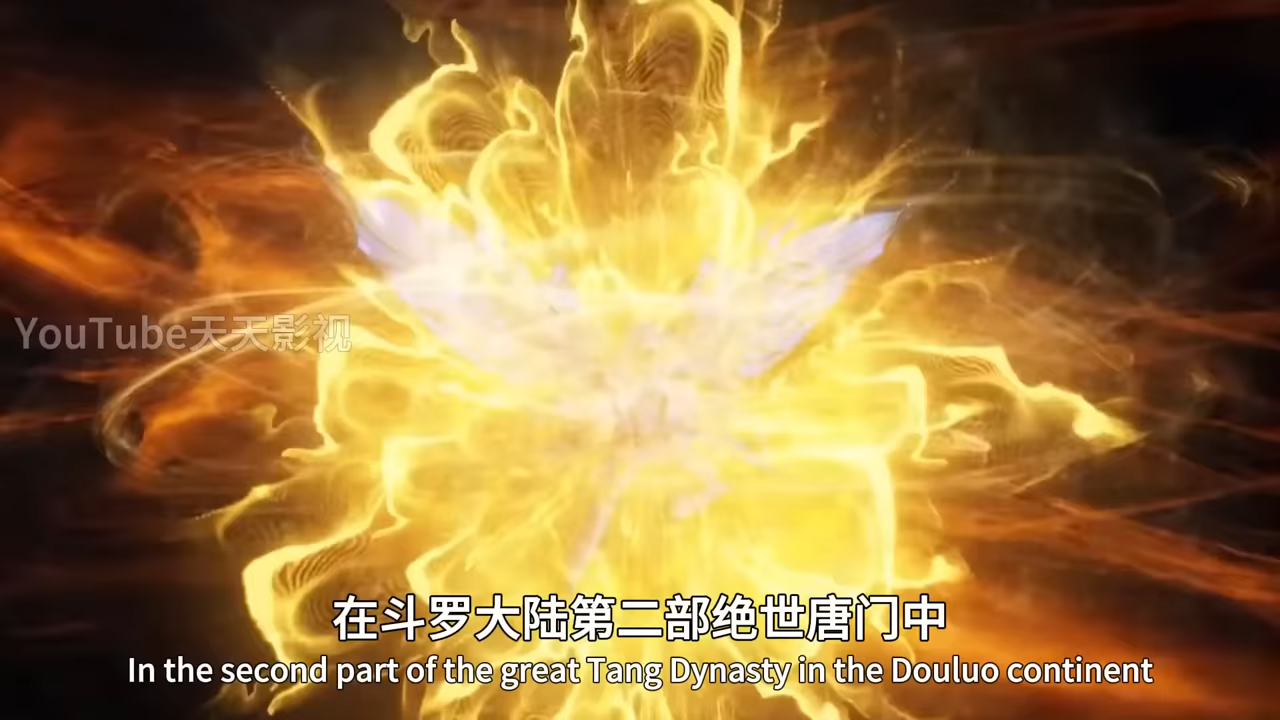 YouTube天天影视
在斗罗大陆第二部绝世唐门中
In the second part of the great Tang Dynasty in the Douluo continent